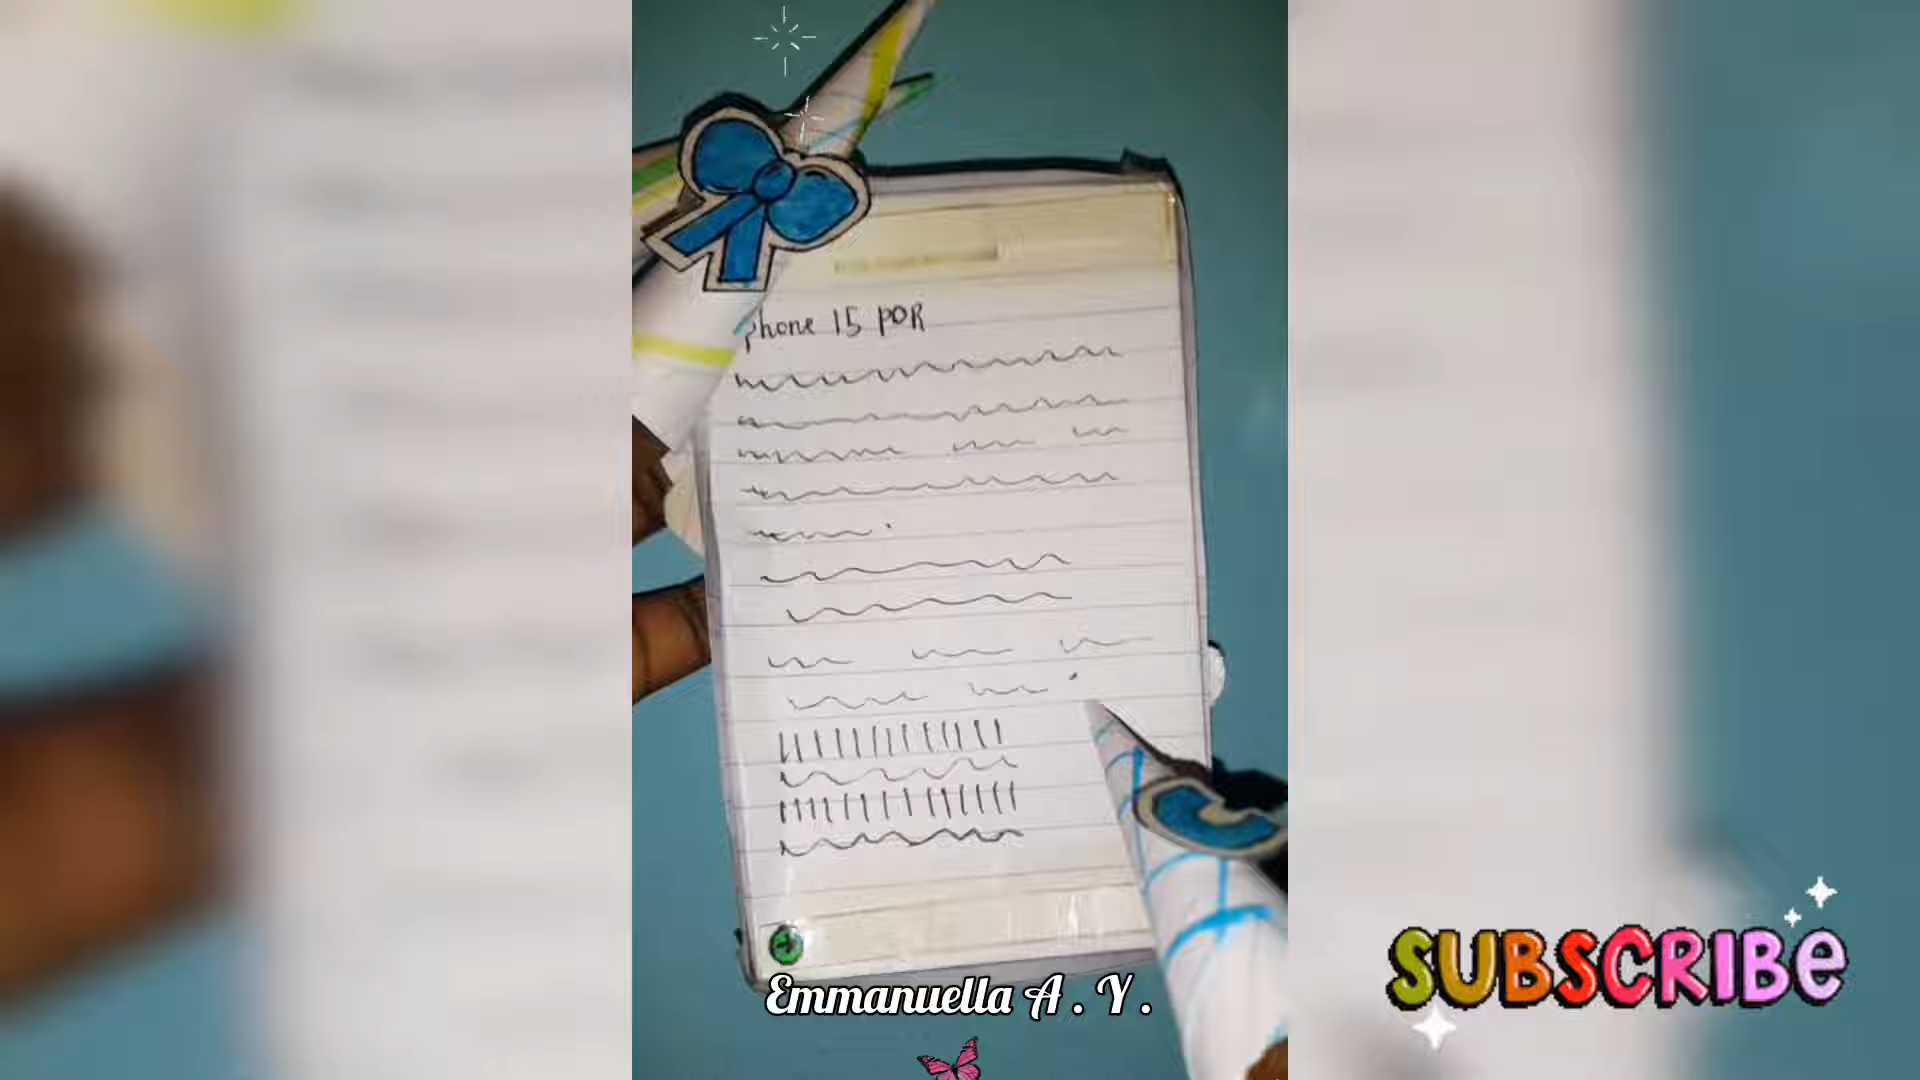 phone 15 POR
Emmanuella A . Y .
SUBSCRIBE